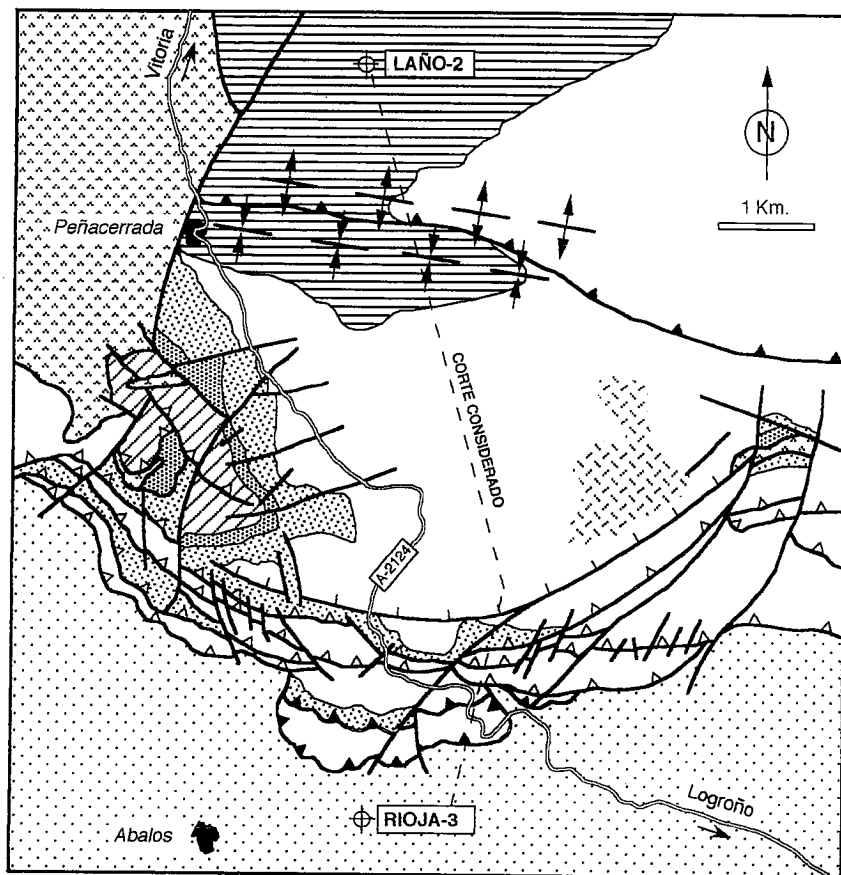 Vitoria
LAÑO-2
N
1 Km.
Peñacerrada
CORTE CONSIDERADO
A-2124
Logroño
RIOJA-3
Abalos